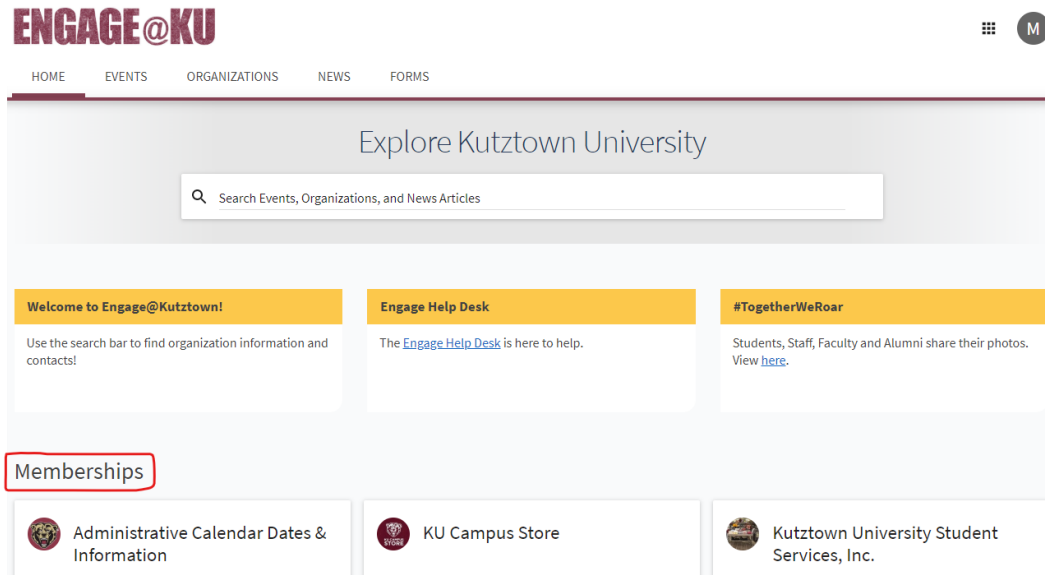 ENGAGE@KU
M
HOME EVENTS ORGANIZATIONS NEWS FORMS
Explore Kutztown University
Search Events, Organizations, and News Articles
Welcome to Engage@Kutztown!
Use the search bar to find organization information and
contacts!
Engage Help Desk
The Engage Help Desk is here to help.
#TogetherWeRoar
Students, Staff, Faculty and Alumni share their photos.
View here.
Memberships
Administrative Calendar Dates &
Information
STORE
KU Campus Store
Kutztown University Student
Services, Inc.